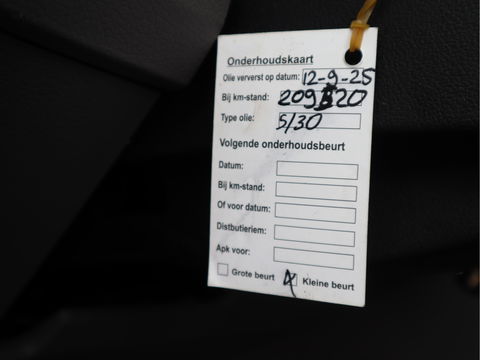 Onderhoudskaart
Olie ververst op datum: 12-9-25
Bij km-stand:
Type olie: 5/30
Volgende onderhoudsbeurt
Datum:
Bij km-stand:
Of voor datum:
Distubtieriem:
Apk voor:
Grote beurt Kleine beurt